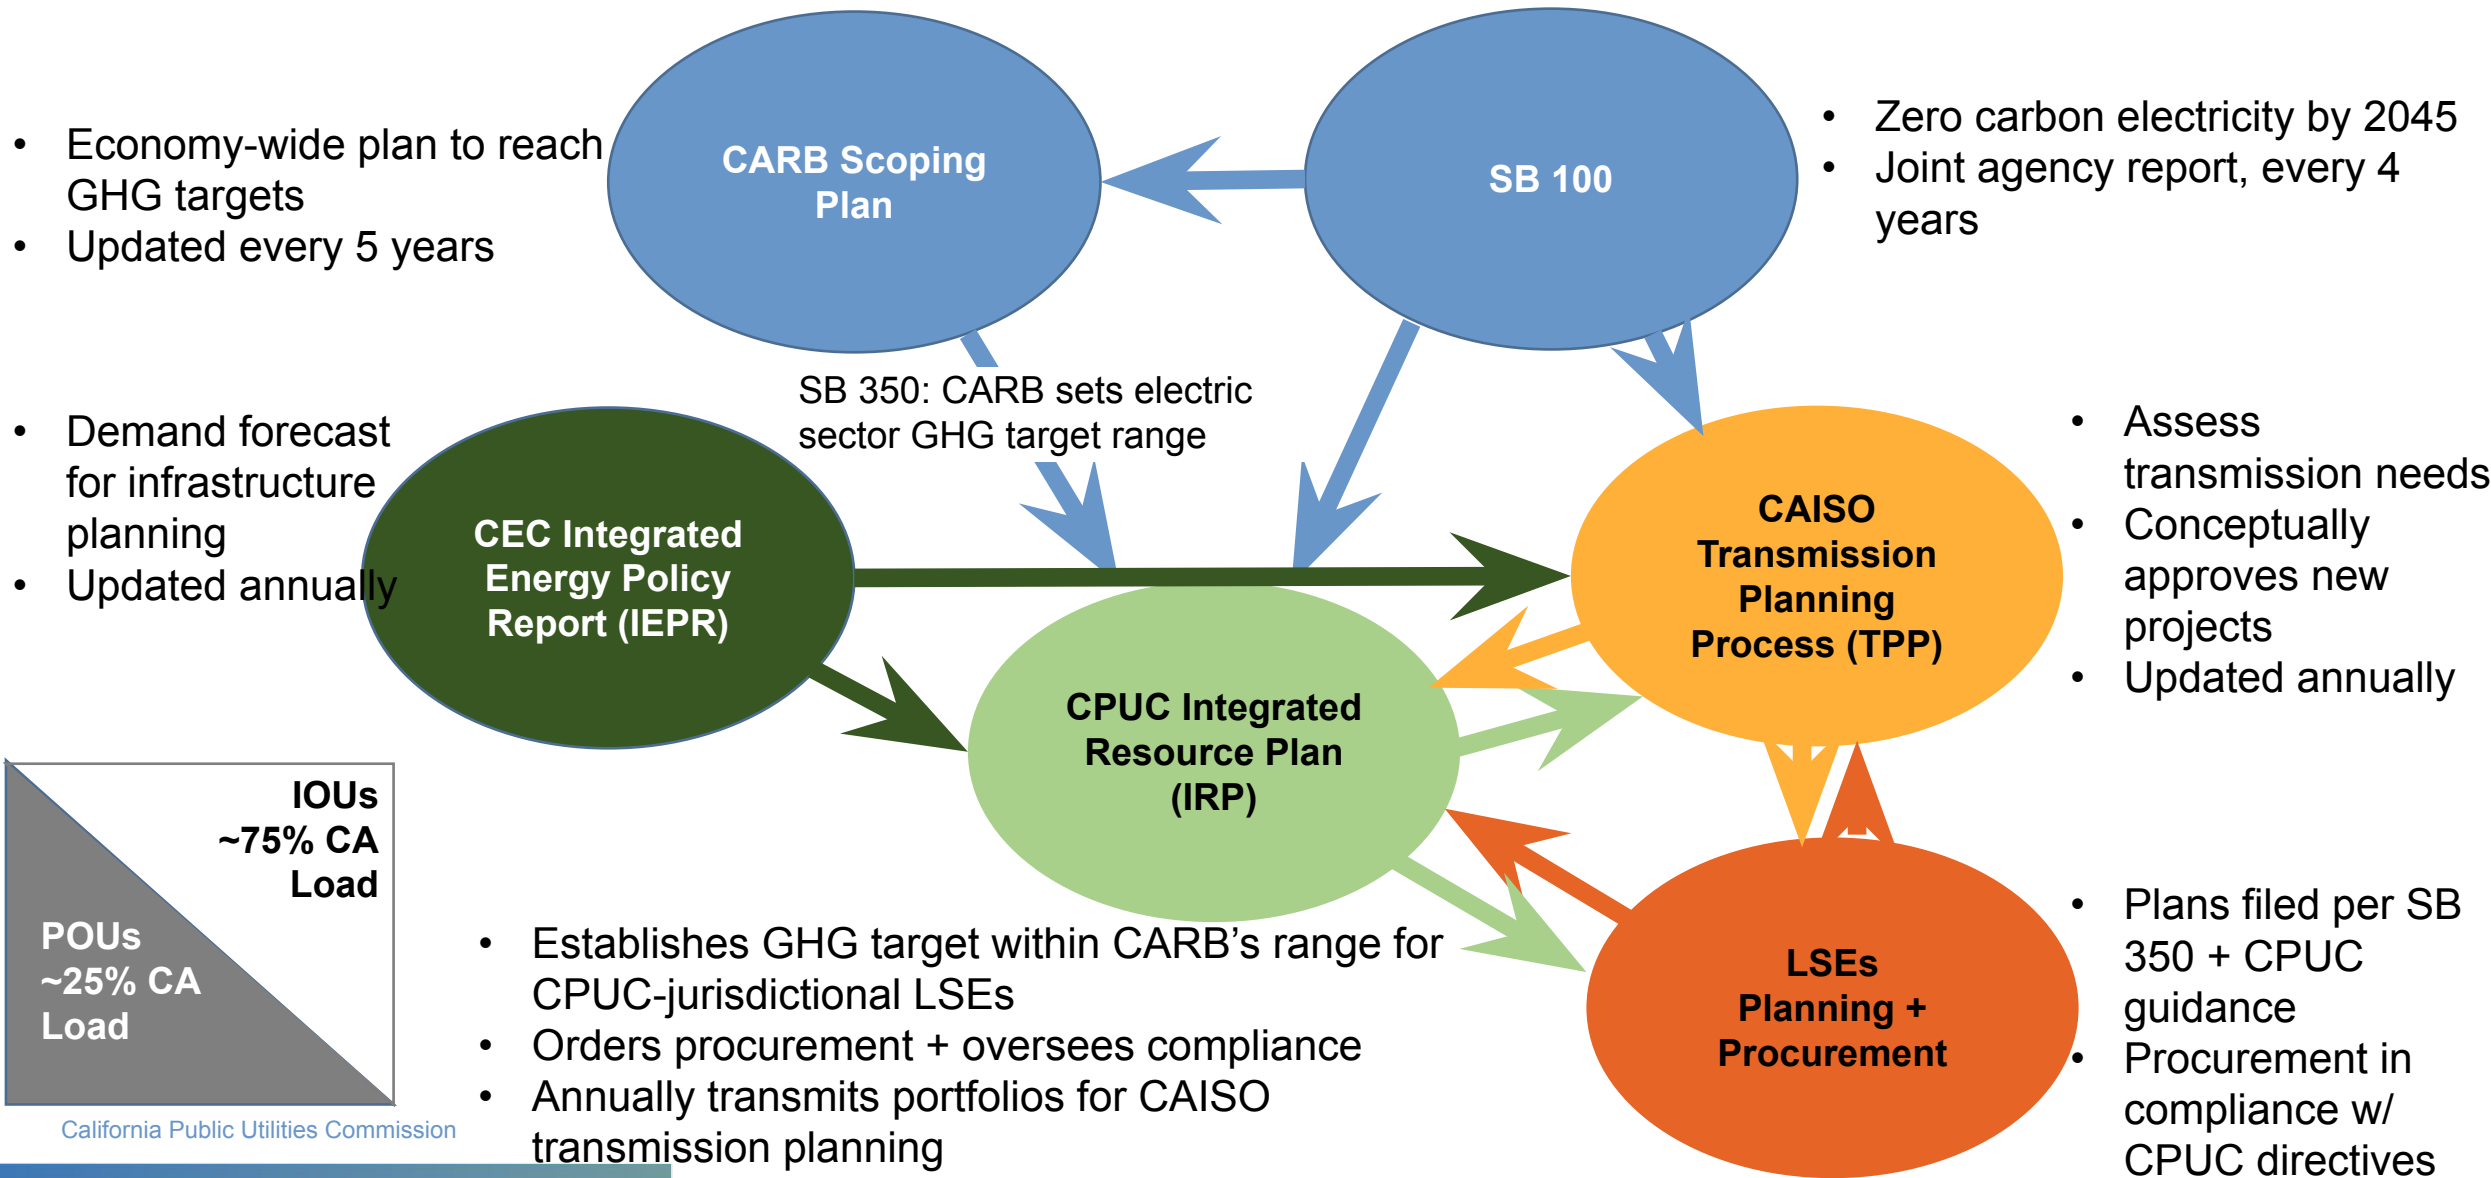 • Economy-wide plan to reach
GHG targets
• Updated every 5 years
CARB Scoping
Plan
SB 100
• Zero carbon electricity by 2045
• Joint agency report, every 4
years
SB 350: CARB sets electric
sector GHG target range
• Demand forecast
for infrastructure
planning
• Updated annually
CEC Integrated
Energy Policy
Report (IEPR)
CAISO
Transmission
Planning
Process (TPP)
• Assess
transmission needs
• Conceptually
approves new
projects
• Updated annually
CPUC Integrated
Resource Plan
(IRP)
IOUs
~75% CA
Load
POUs
~25% CA
Load
• Establishes GHG target within CARB’s range for
CPUC-jurisdictional LSEs
• Orders procurement + oversees compliance
• Annually transmits portfolios for CAISO
transmission planning
LSEs
Planning +
Procurement
• Plans filed per SB
350 + CPUC
guidance
• Procurement in
compliance w/
CPUC directives
California Public Utilities Commission